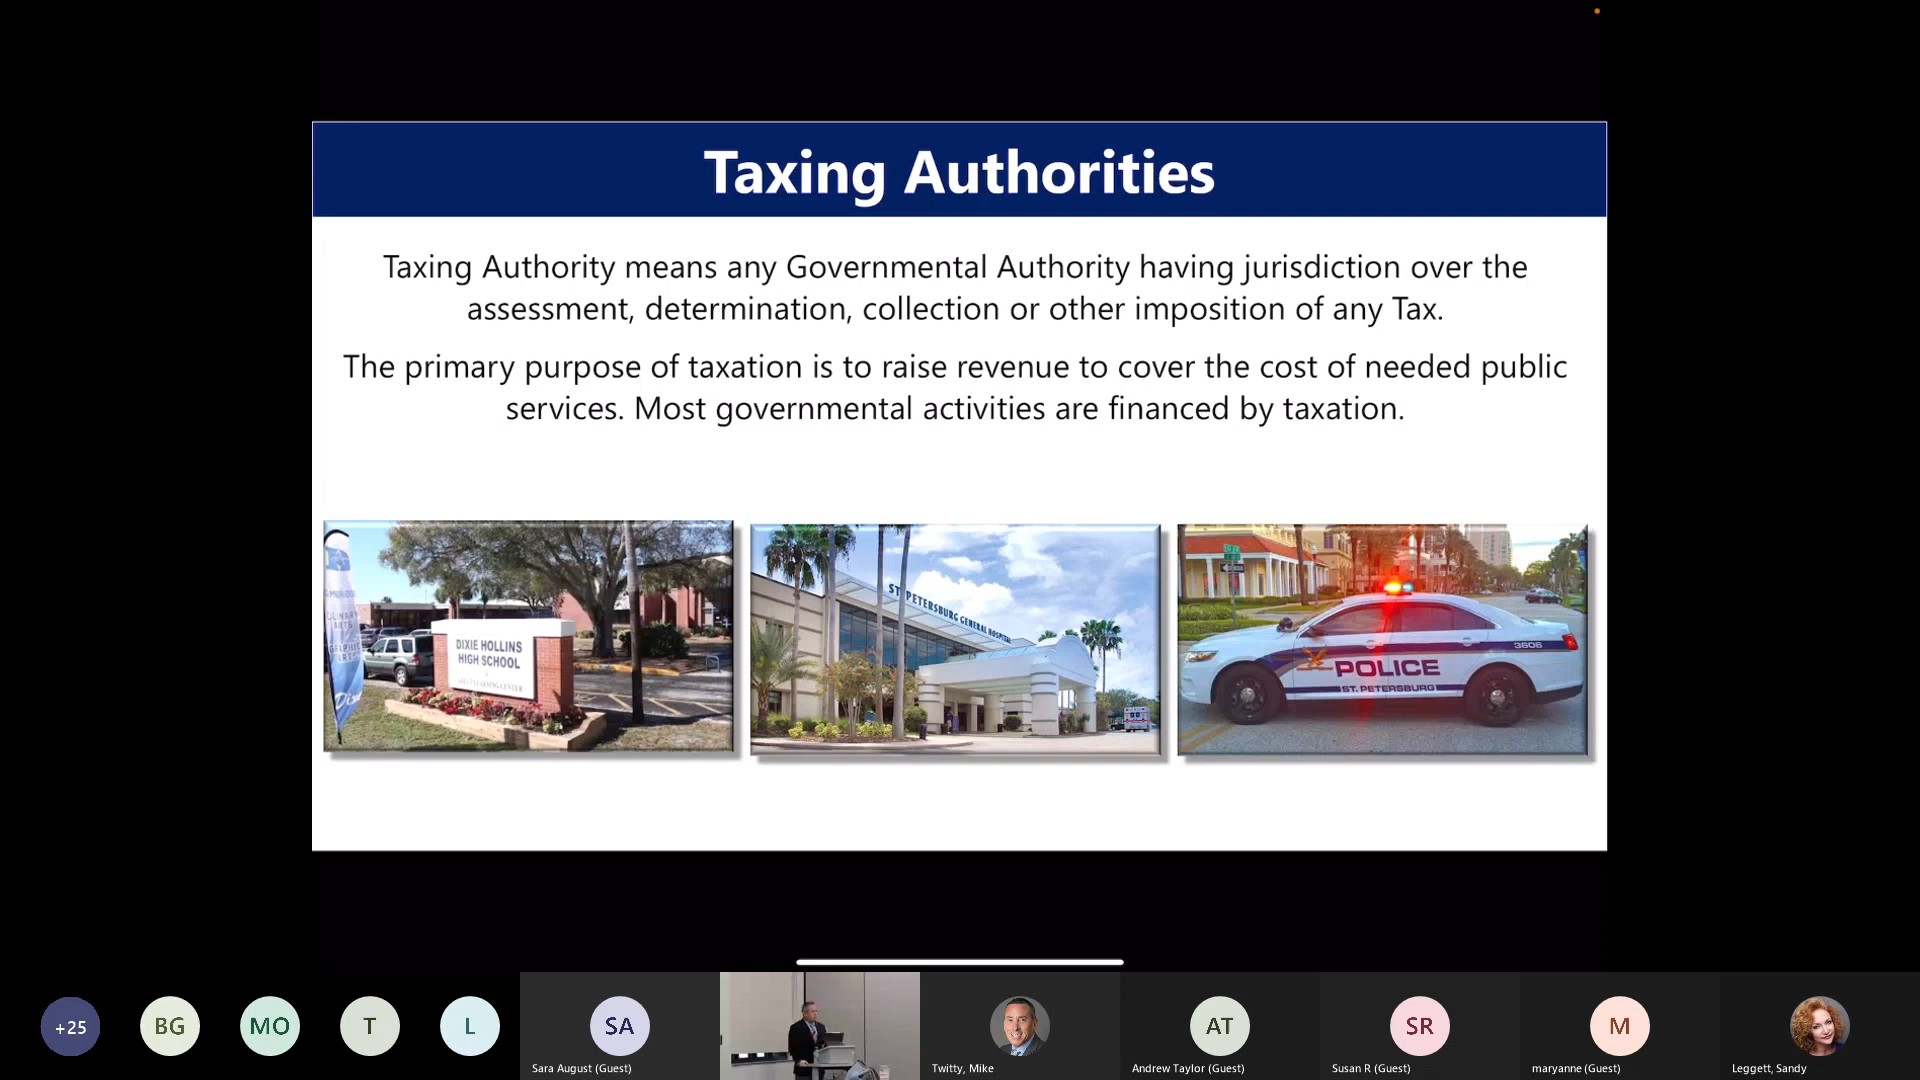 Taxing Authorities
Taxing Authority means any Governmental Authority having jurisdiction over the
assessment, determination, collection or other imposition of any Tax.
The primary purpose of taxation is to raise revenue to cover the cost of needed public
services. Most governmental activities are financed by taxation.
DIXIE HOLLINS
HIGH SCHOOL
ST. PETERSBURG GENERAL HOSPITAL
3606
POLICE
ST. PETERSBURG
+25
BG
MO
T
L
SA
Sara August (Guest)
Twitty, Mike
AT
Andrew Taylor (Guest)
SR
Susan R (Guest)
M
maryanne (Guest)
Leggett, Sandy